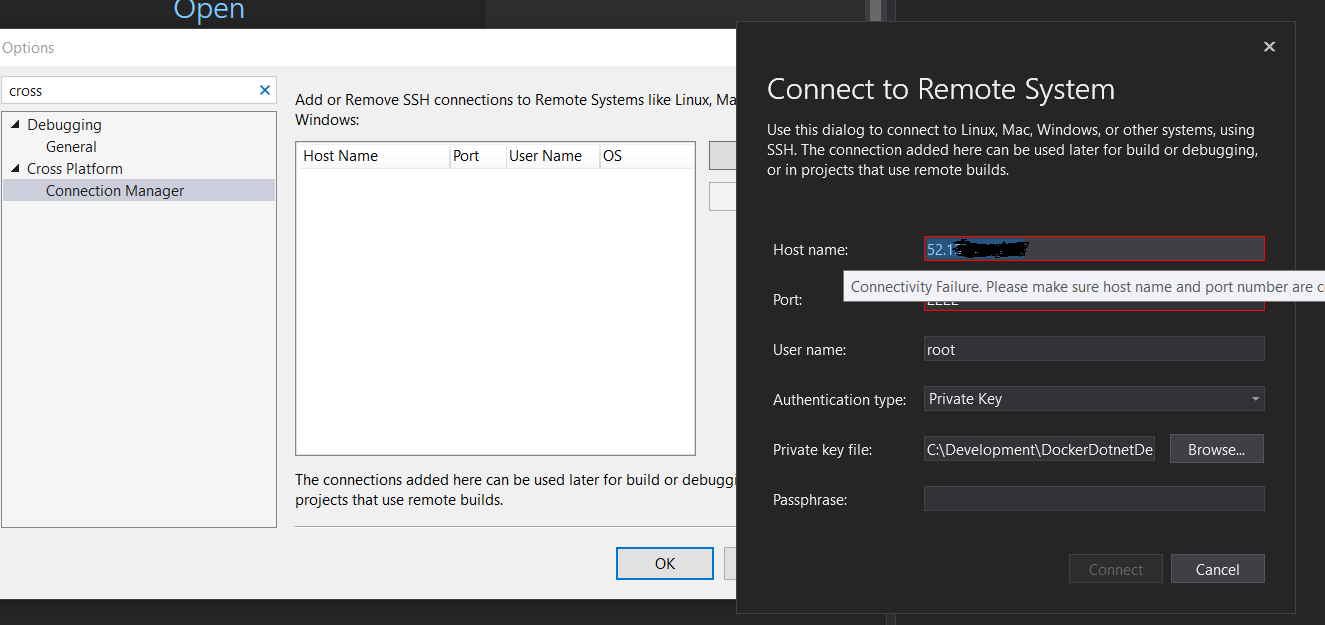 Open
Options
cross
Debugging
General
Cross Platform
Connection Manager
Add or Remove SSH connections to Remote Systems like Linux, Ma
Windows:
Host Name Port User Name OS
The connections added here can be used later for build or debuggi
projects that use remote builds.
OK
Connect to Remote System
Use this dialog to connect to Linux, Mac, Windows, or other systems, using
SSH. The connection added here can be used later for build or debugging,
or in projects that use remote builds.
Host name: 52.1
Connectivity Failure. Please make sure host name and port number are c
Port:
User name: root
Authentication type: Private Key
Private key file: C:\Development\DockerDotnetDe Browse...
Passphrase:
Connect Cancel